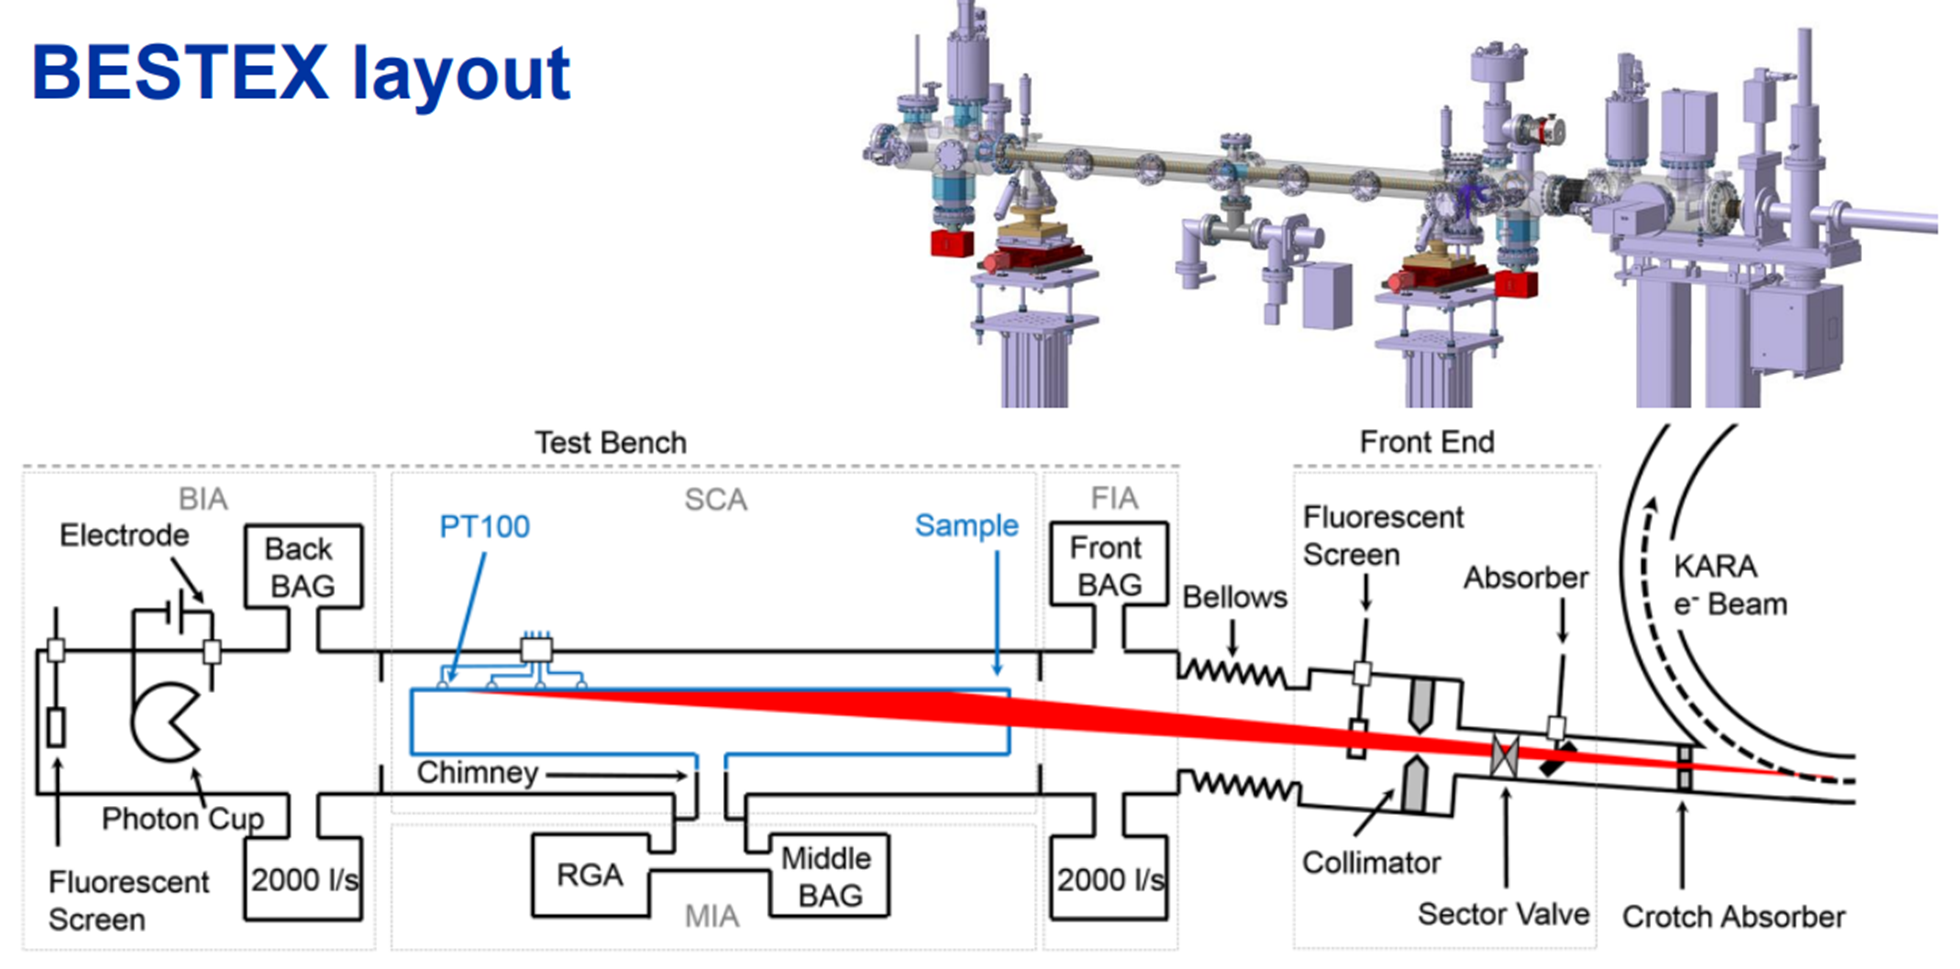 BESTEX layout
Test Bench
Front End
BIA
SCA
FIA
Electrode
Back
BAG
PT100
Sample
Front
BAG
Bellows
Fluorescent
Screen
Absorber
KARA
e- Beam
Chimney
Photon Cup
Fluorescent
Screen
2000 l/s
RGA
Middle
BAG
MIA
2000 l/s
Collimator
Sector Valve
Crotch Absorber